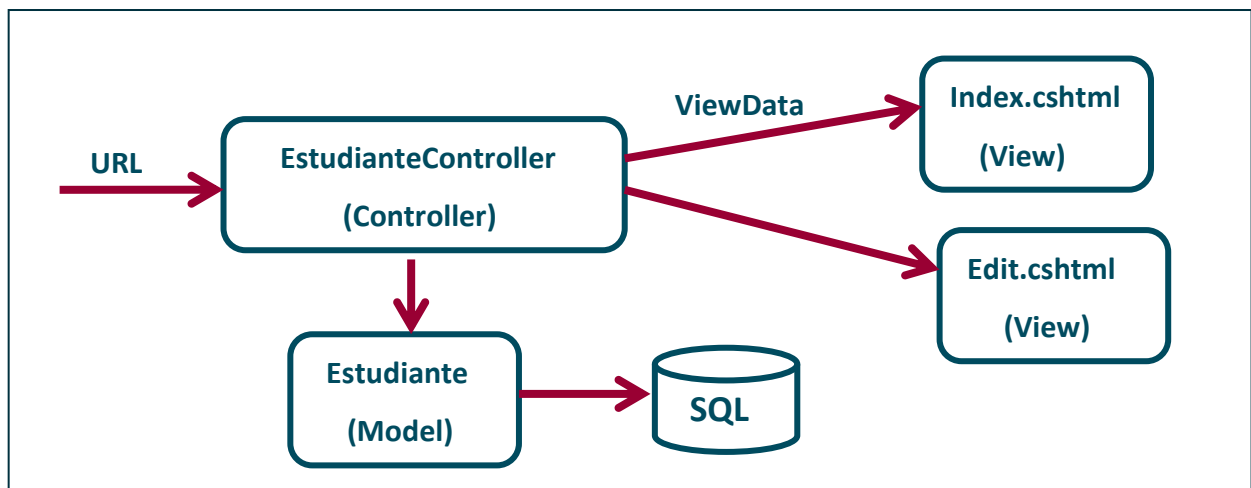 URL
EstudianteController
(Controller)
ViewData
Index.cshtml
(View)
Edit.cshtml
(View)
Estudiante
(Model)
SQL